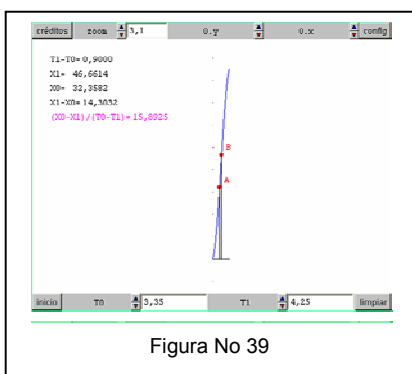 créditos zoom 3,1 0.y 0.x config
T1-T0= 0,9000
X1= 46,6614
X0= 32,3582
X1-X0= 14,3032
(X0-X1)/(T0-T1)= 15,8925
B
A
inicio T0 3,35 T1 4,25 limpiar
Figura No 39